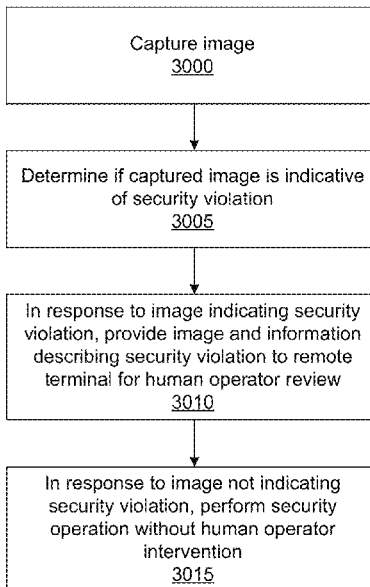 Capture image
3000
Determine if captured image is indicative
of security violation
3005
In response to image indicating security
violation, provide image and information
describing security violation to remote
terminal for human operator review
3010
In response to image not indicating
security violation, perform security
operation without human operator
intervention
3015